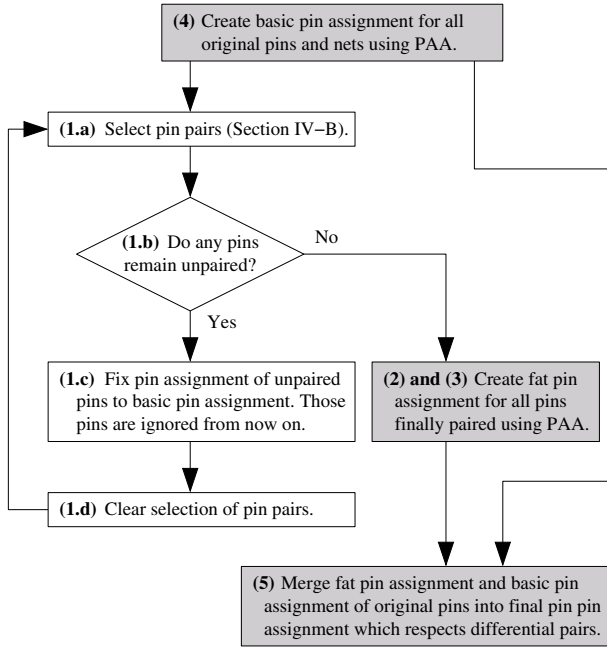 (4) Create basic pin assignment for all
original pins and nets using PAA.
(1.a) Select pin pairs (Section IV−B).
(1.b) Do any pins
remain unpaired?
No
Yes
(1.c) Fix pin assignment of unpaired
pins to basic pin assignment. Those
pins are ignored from now on.
(2) and (3) Create fat pin
assignment for all pins
finally paired using PAA.
(1.d) Clear selection of pin pairs.
(5) Merge fat pin assignment and basic pin
assignment of original pins into final pin pin
assignment which respects differential pairs.